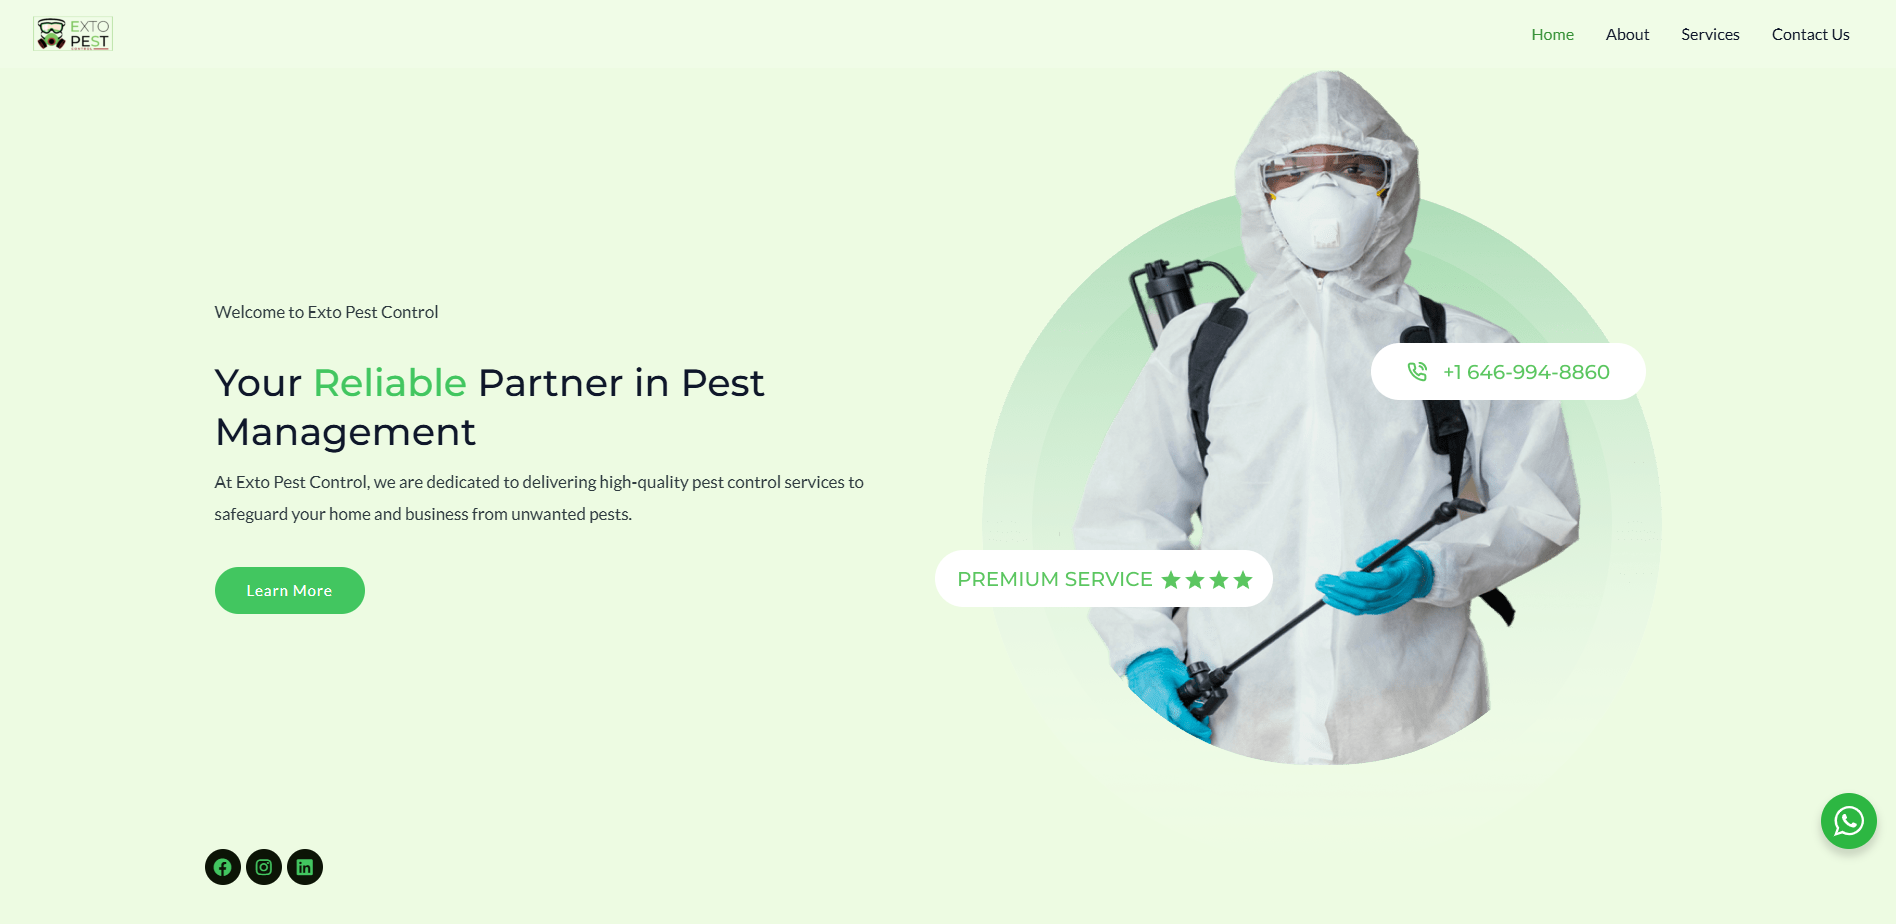 EXTO
PEST
CONTROL
Home
About
Services
Contact Us
Welcome to Exto Pest Control
Your Reliable Partner in Pest
Management
At Exto Pest Control, we are dedicated to delivering high-quality pest control services to
safeguard your home and business from unwanted pests.
Learn More
+1 646-994-8860
PREMIUM SERVICE